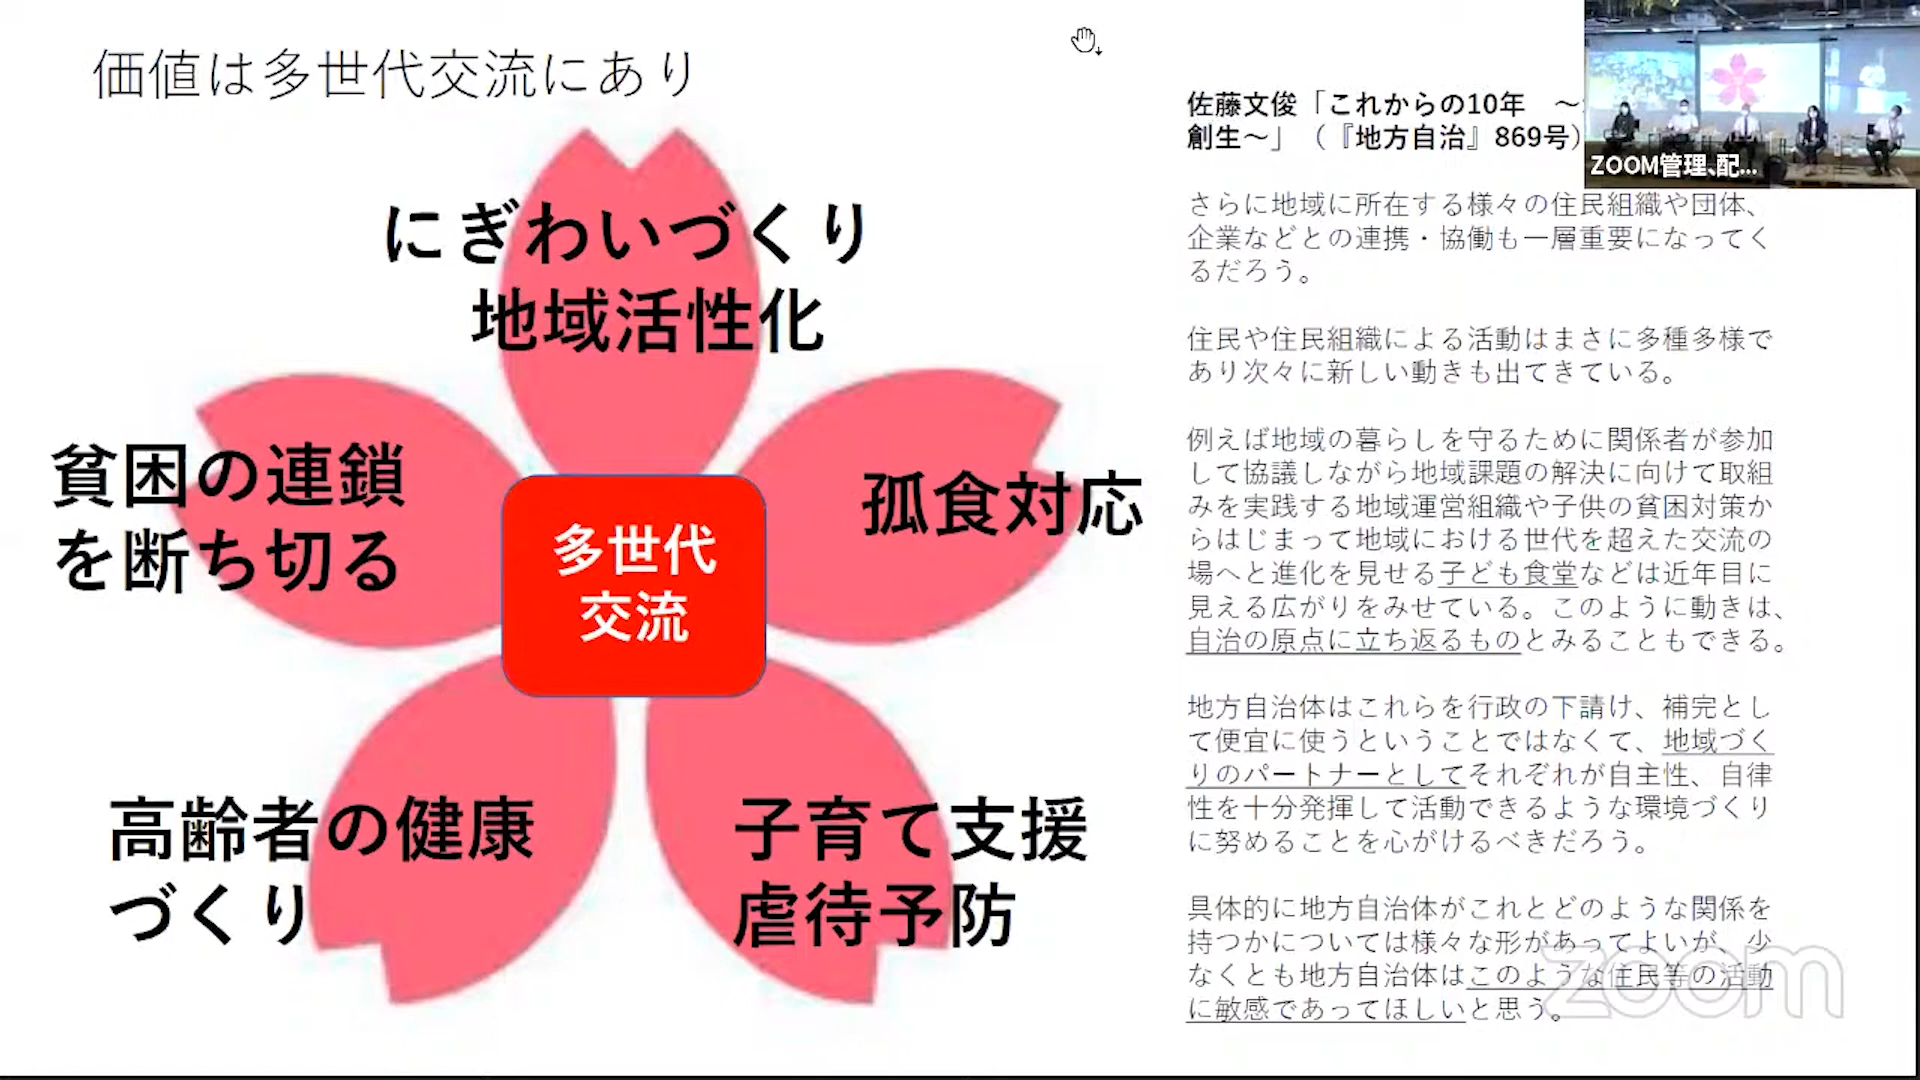 価値は多世代交流にあり
にぎわいづくり
地域活性化
貧困の連鎖
を断ち切る
孤食対応
多世代
交流
高齢者の健康
づくり
子育て支援
虐待予防
佐藤文俊「これからの10年　～
創生～」（『地方自治』869号）
さらに地域に所在する様々の住民組織や団体、
企業などとの連携・協働も一層重要になってく
るだろう。
住民や住民組織による活動はまさに多種多様で
あり次々に新しい動きも出てきている。
例えば地域の暮らしを守るために関係者が参加
して協議しながら地域課題の解決に向けて取組
みを実践する地域運営組織や子供の貧困対策か
らはじまって地域における世代を超えた交流の
場へと進化を見せる子ども食堂などは近年目に
見える広がりをみせている。このように動きは、
自治の原点に立ち返るものとみることもできる。
地方自治体はこれらを行政の下請け、補完とし
て便宜に使うということではなくて、地域づく
りのパートナーとしてそれぞれが自主性、自律
性を十分発揮して活動できるような環境づくり
に努めることを心がけるべきだろう。
具体的に地方自治体がこれとどのような関係を
持つかについては様々な形があってよいが、少
なくとも地方自治体はこのような住民等の活動
に敏感であってほしいと思う。
ZOOM管理、配...
zoom